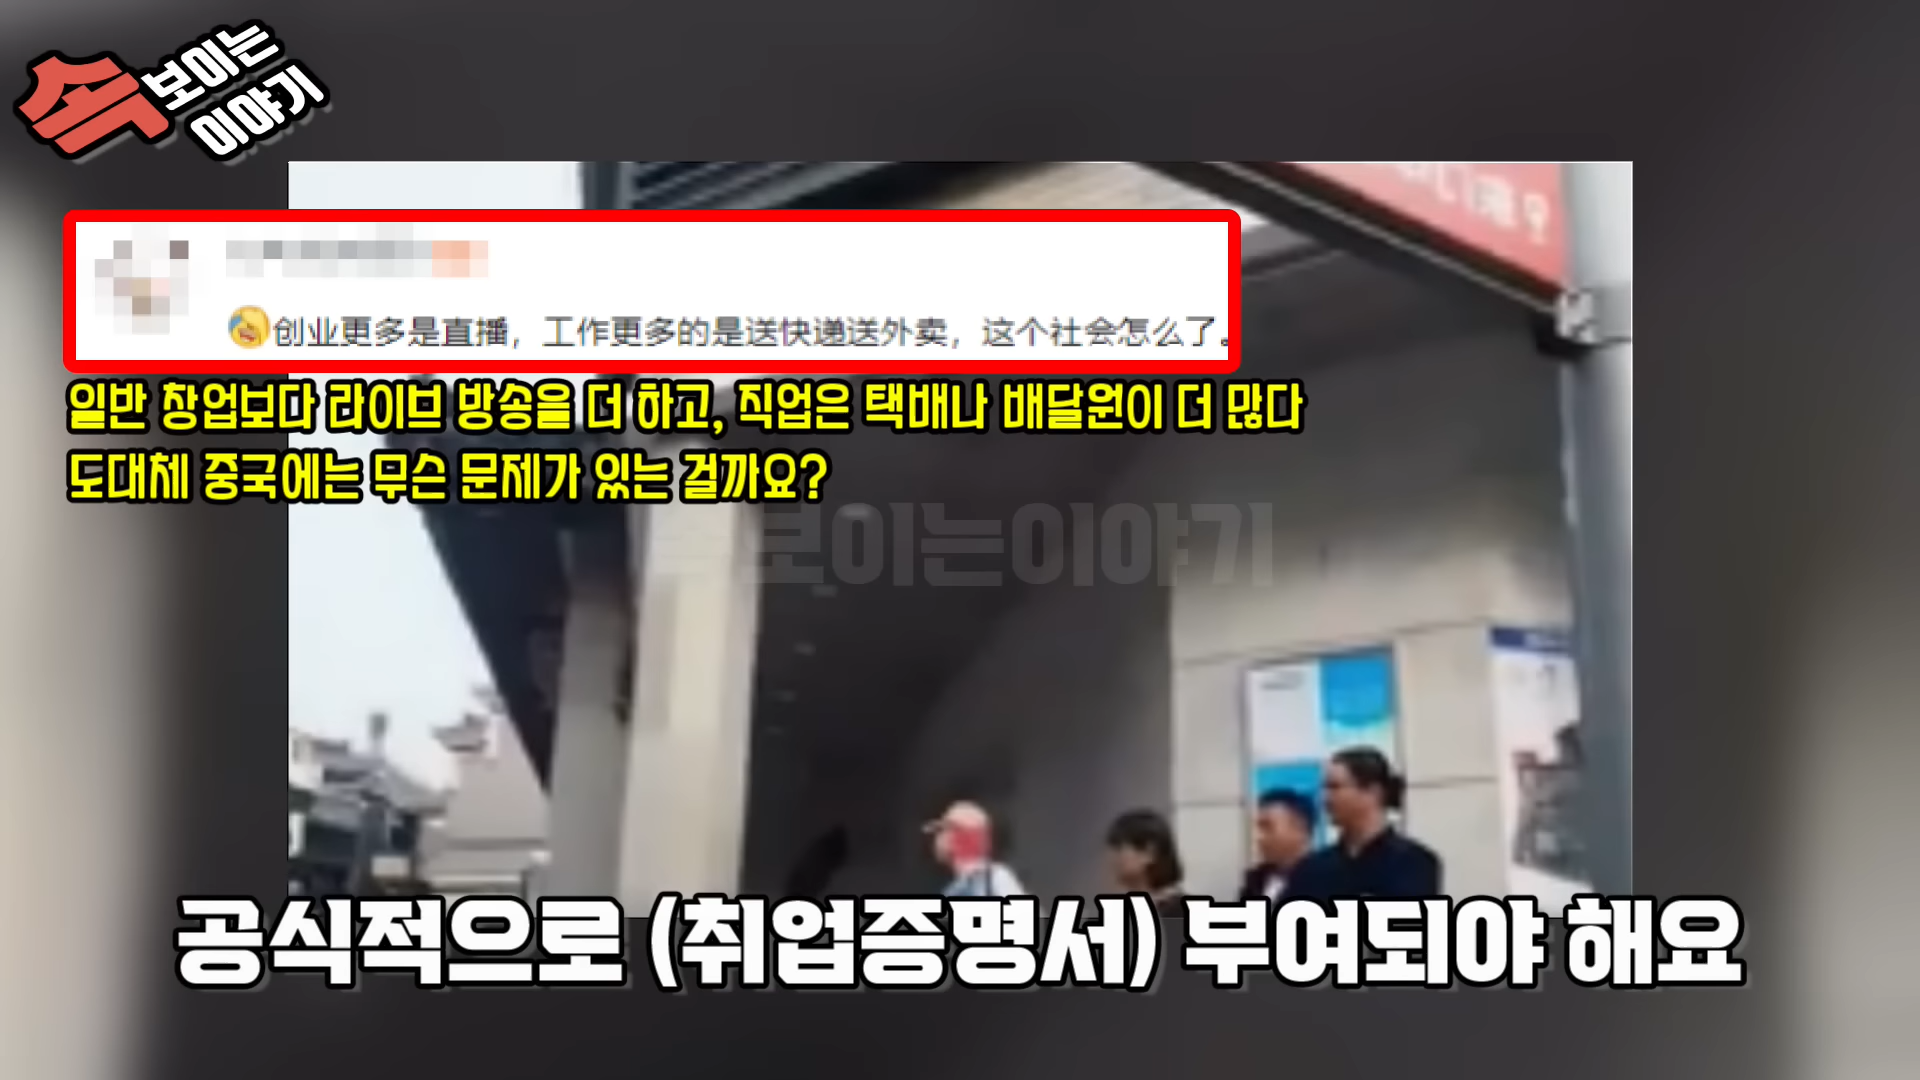 속보이는
이야기
创业更多是直播，工作更多的是送快递送外卖，这个社会怎么了。
일반 창업보다 라이브 방송을 더 하고, 직업은 택배나 배달원이 더 많다
도대체 중국에는 무슨 문제가 있는 걸까요?
속보이는이야기
공식적으로 (취업증명서) 부여되야 해요